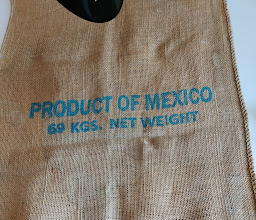 PRODUCT OF MEXICO
69 KGS. NET WEIGHT